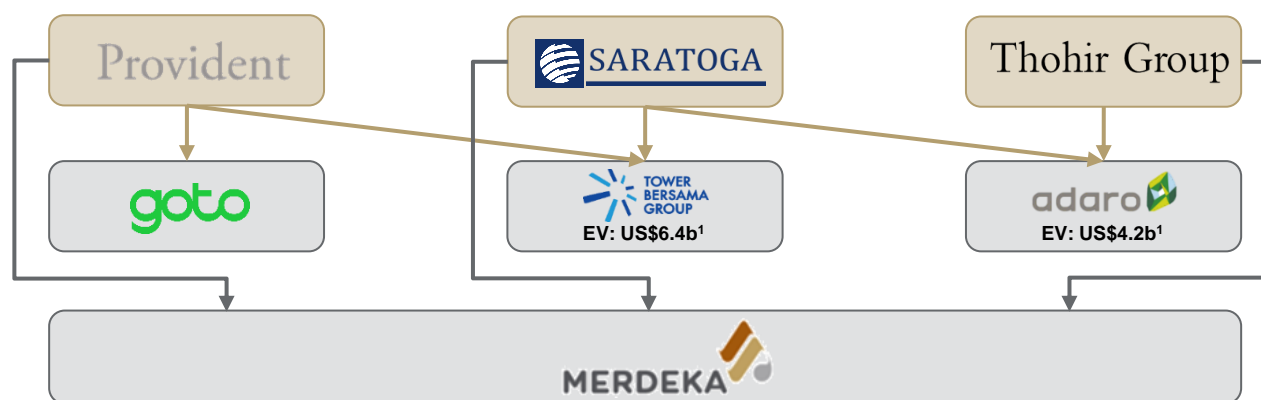 Provident
SARATOGA
Thohir Group
goto
TOWER
BERSAMA
GROUP
EV: US$6.4b¹
adaro
EV: US$4.2b¹
MERDEKA